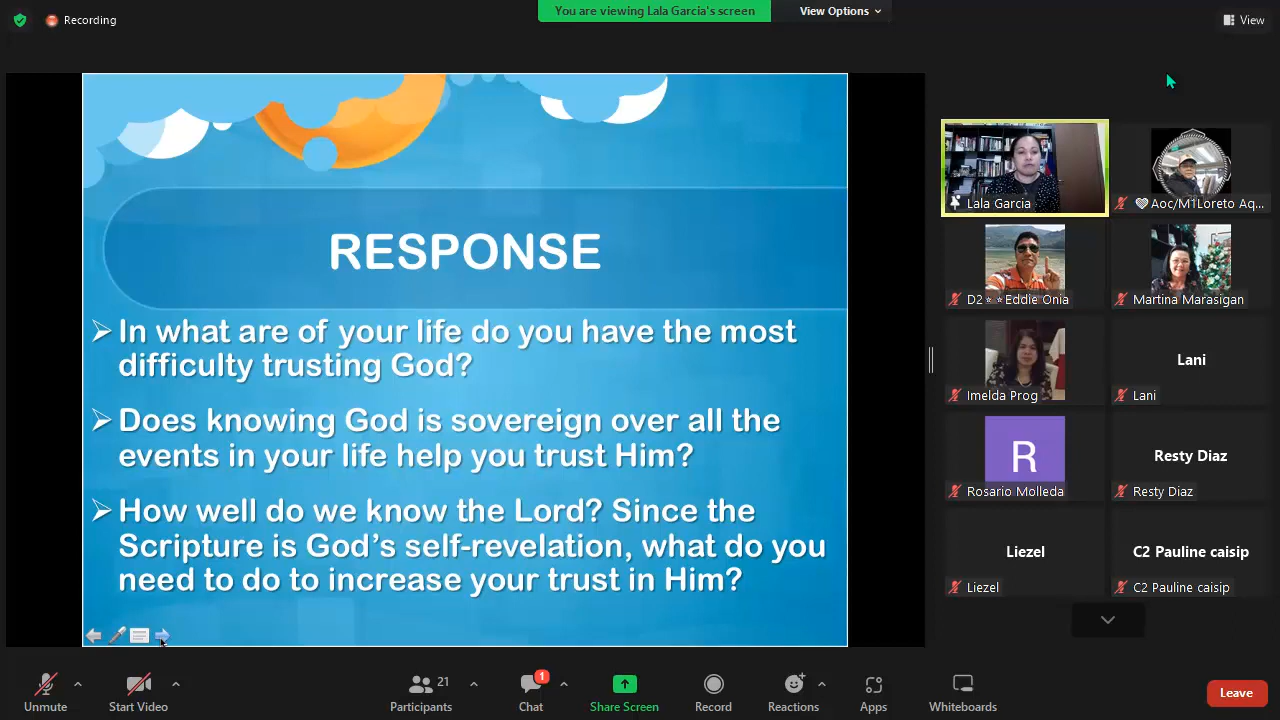 Recording
You are viewing Lala Garcia's screen
View Options
View
RESPONSE
In what are of your life do you have the most
difficulty trusting God?
Does knowing God is sovereign over all the
events in your life help you trust Him?
How well do we know the Lord? Since the
Scripture is God's self-revelation, what do you
need to do to increase your trust in Him?
Lala Garcia
Aoc/M1Loreto Aq...
D2**Eddie Onia
Martina Marasigan
Imelda Prog
Lani
Lani
R
Rosario Molleda
Resty Diaz
Resty Diaz
Liezel
Liezel
C2 Pauline caisip
C2 Pauline caisip
Unmute
Start Video
21
Participants
1
Chat
Share Screen
Record
Reactions
Apps
Whiteboards
Leave